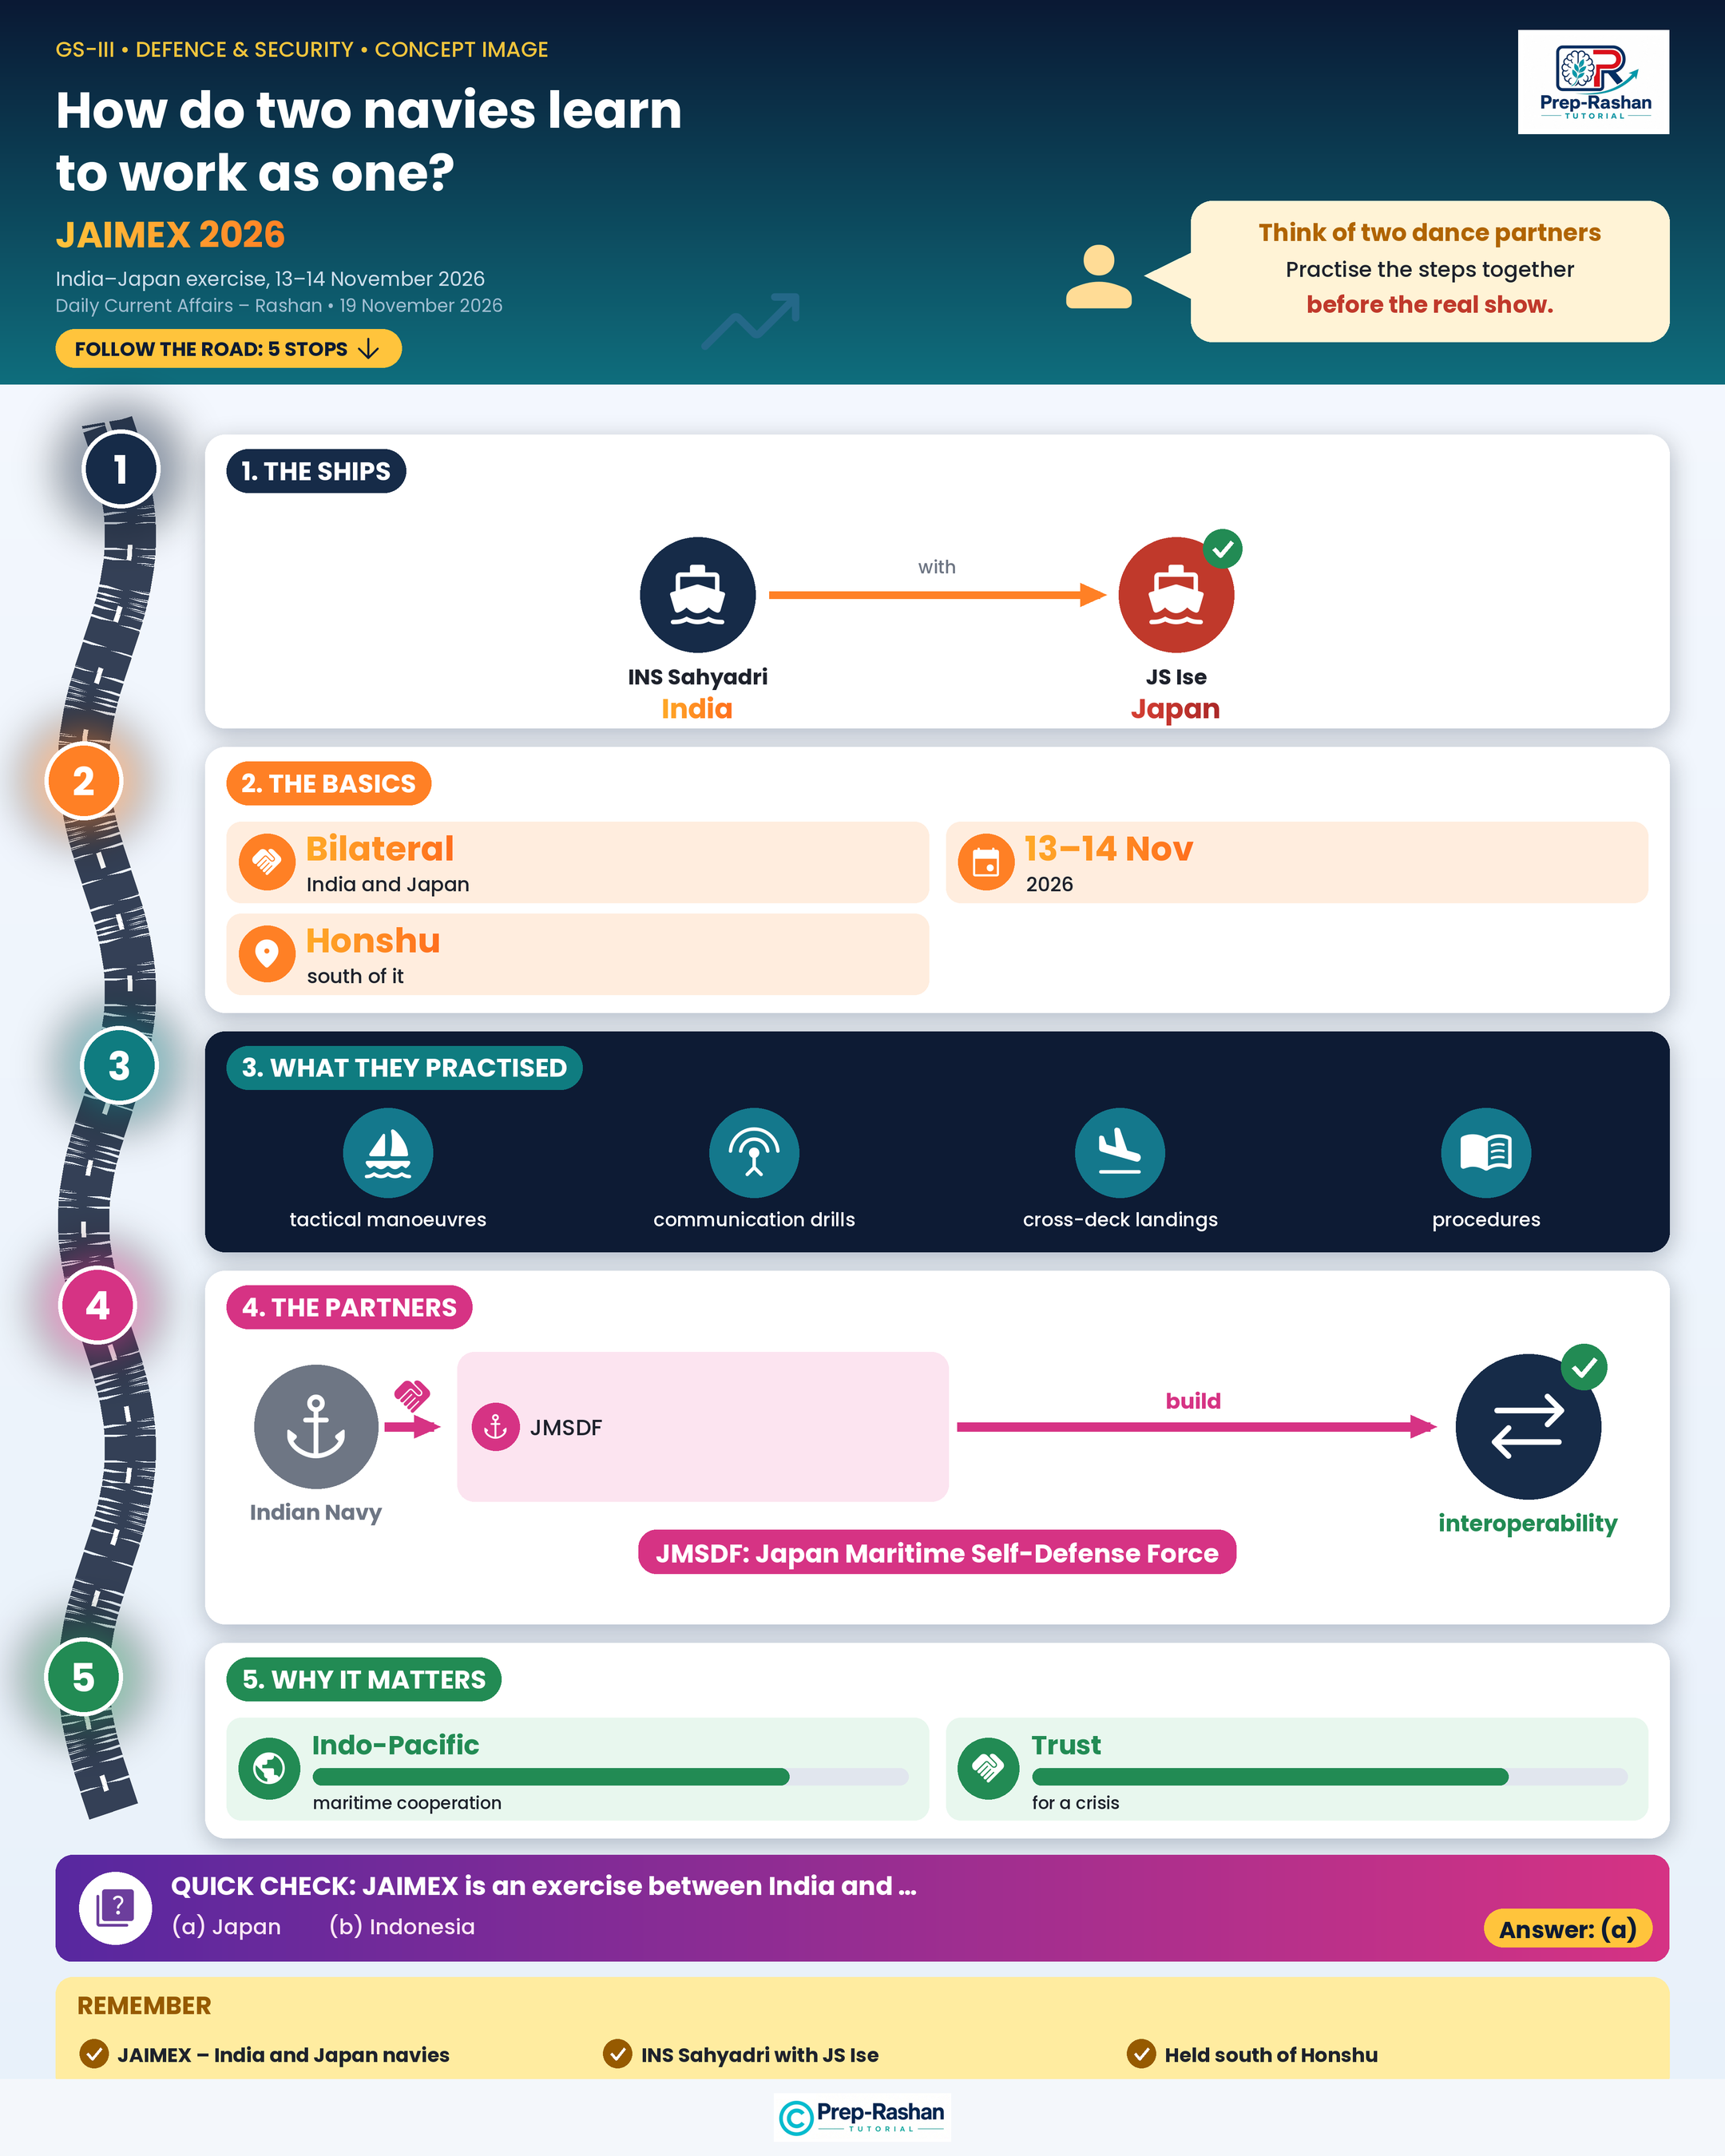 GS-III • DEFENCE & SECURITY • CONCEPT IMAGE
How do two navies learn
to work as one?
JAIMEX 2026
India–Japan exercise, 13–14 November 2026
Daily Current Affairs – Rashan • 19 November 2026
FOLLOW THE ROAD: 5 STOPS
Prep-Rashan
TUTORIAL
Think of two dance partners
Practise the steps together
before the real show.
1
1. THE SHIPS
with
INS Sahyadri
India
JS Ise
Japan
2
2. THE BASICS
Bilateral
India and Japan
13–14 Nov
2026
Honshu
south of it
3
3. WHAT THEY PRACTISED
tactical manoeuvres
communication drills
cross-deck landings
procedures
4
4. THE PARTNERS
Indian Navy
JMSDF
build
interoperability
JMSDF: Japan Maritime Self-Defense Force
5
5. WHY IT MATTERS
Indo-Pacific
maritime cooperation
Trust
for a crisis
QUICK CHECK: JAIMEX is an exercise between India and ...
(a) Japan (b) Indonesia
Answer: (a)
REMEMBER
JAIMEX – India and Japan navies
INS Sahyadri with JS Ise
Held south of Honshu
© Prep-Rashan
TUTORIAL